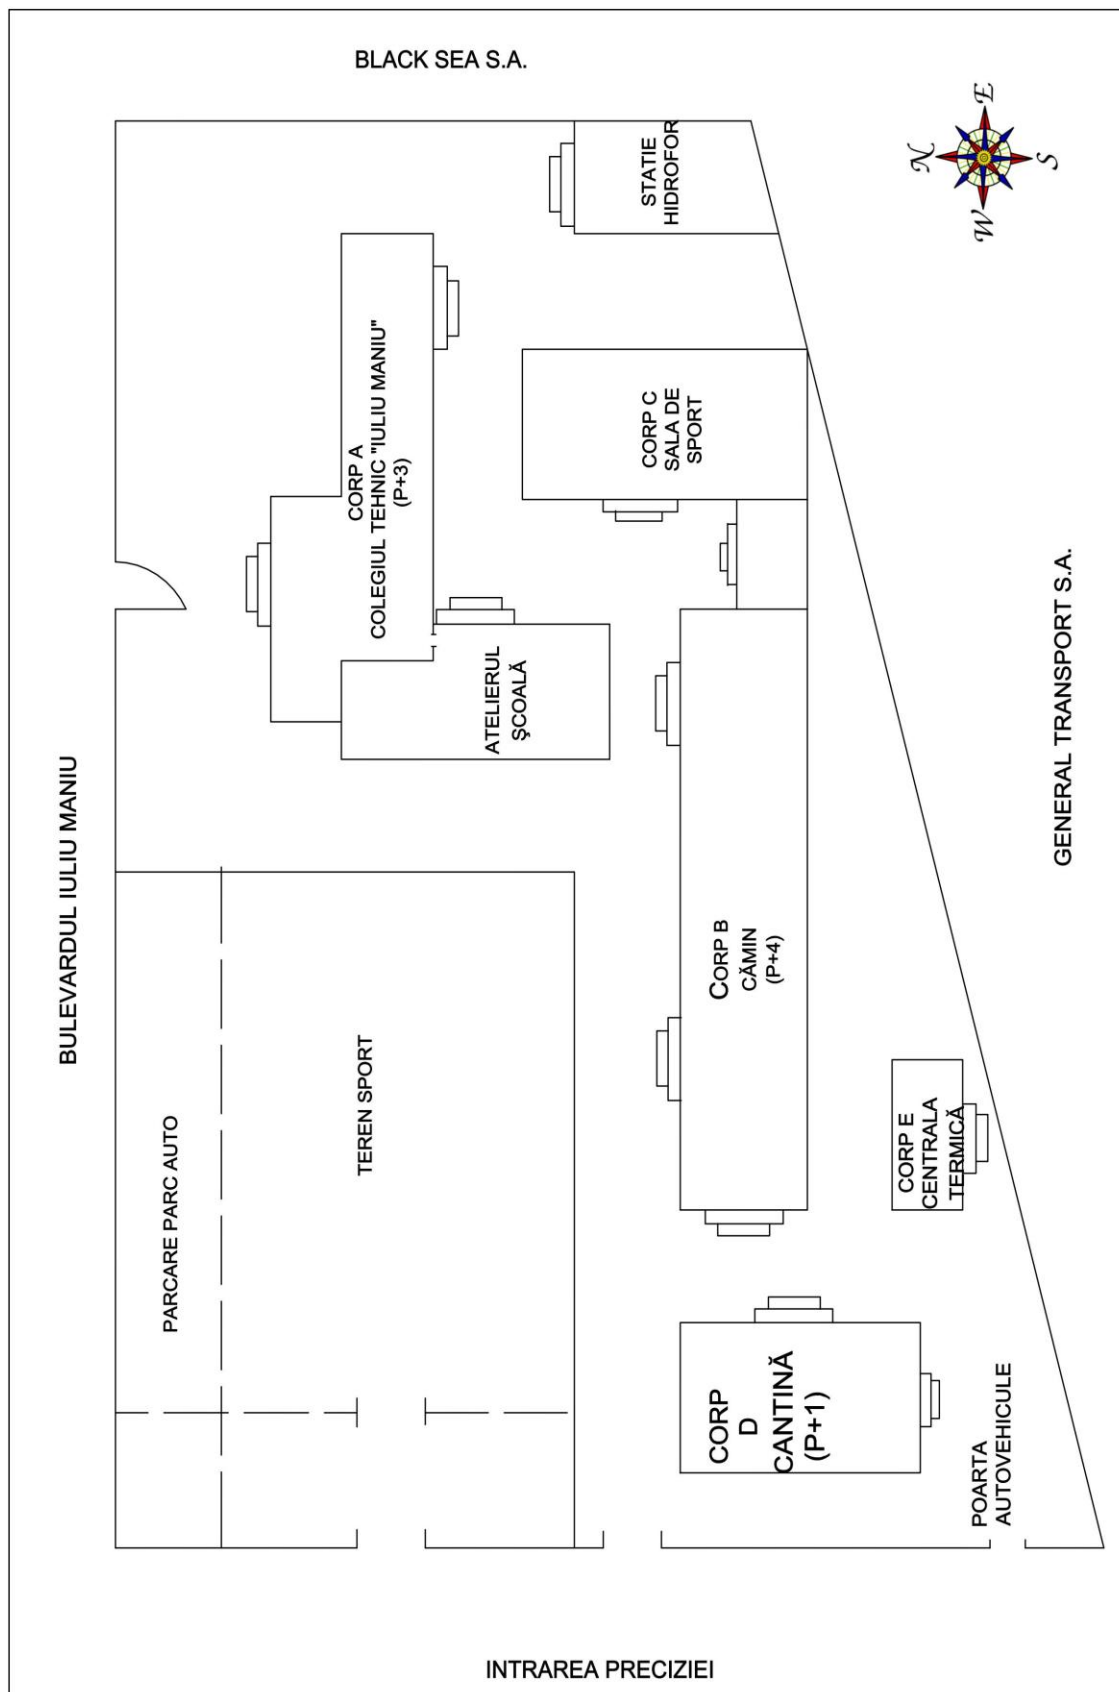 BLACK SEA S.A.
N
E
S
W
STATIE
HIDROFOR
CORP A
COLEGIUL TEHNIC "IULIU MANIU"
(P+3)
CORP C
SALA DE
SPORT
ATELIERUL
ŞCOALĂ
BULEVARDUL IULIU MANIU
GENERAL TRANSPORT S.A.
CORP B
CĂMIN
(P+4)
PARCARE PARC AUTO
TEREN SPORT
CORP E
CENTRALA
TERMICĂ
CORP
D
CANTINĂ
(P+1)
POARTA
AUTOVEHICULE
INTRAREA PRECIZIEI